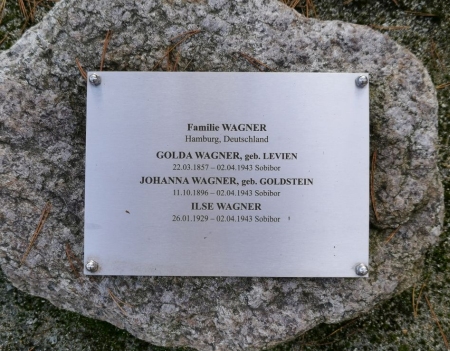 Familie WAGNER
Hamburg, Deutschland
GOLDA WAGNER, geb. LEVIEN
22.03.1857 – 02.04.1943 Sobibor
JOHANNA WAGNER, geb. GOLDSTEIN
11.10.1896 – 02.04.1943 Sobibor
ILSE WAGNER
26.01.1929 – 02.04.1943 Sobibor